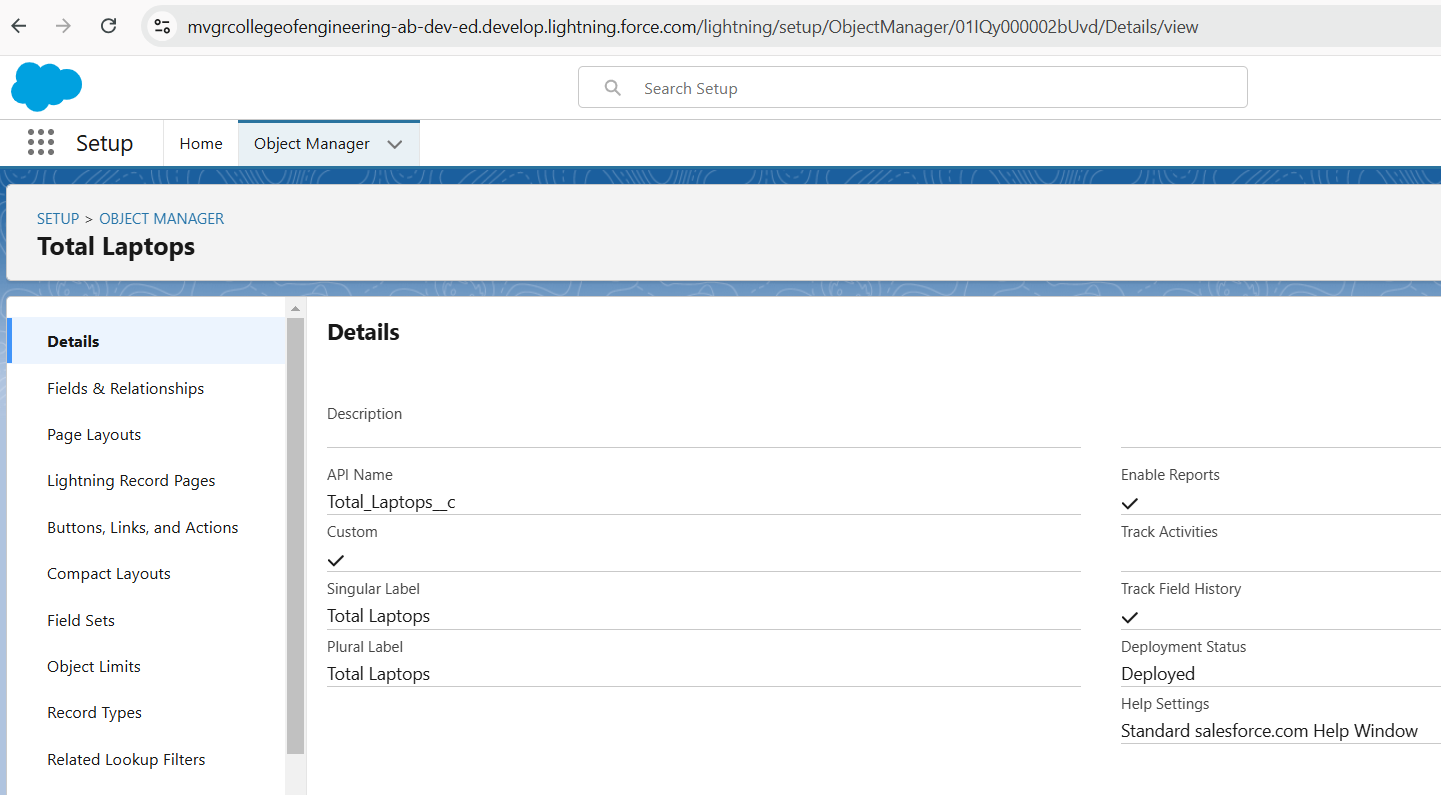 mvgrcollegeofengineering-ab-dev-ed.develop.lightning.force.com/lightning/setup/ObjectManager/01IQy000002bUvd/Details/view
Search Setup
Setup
Home
Object Manager
SETUP > OBJECT MANAGER
Total Laptops
Details
Fields & Relationships
Page Layouts
Lightning Record Pages
Buttons, Links, and Actions
Compact Layouts
Field Sets
Object Limits
Record Types
Related Lookup Filters
Details
Description
API Name
Total_Laptops__c
Custom
Singular Label
Total Laptops
Plural Label
Total Laptops
Enable Reports
Track Activities
Track Field History
Deployment Status
Deployed
Help Settings
Standard salesforce.com Help Window